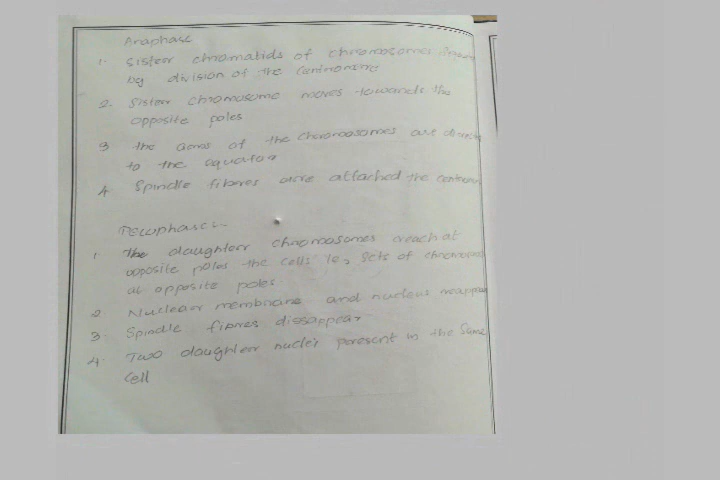 Anaphase
1. Sister chromatids of chromosomes
by division of the Centromere
2. Sister chromosome moves towards the
opposite poles
3 the arms of the chromosomes are
to the equator
4 Spindle fibres are attached the
Telophase :-
1 The daughter chromosomes reach at
opposite poles the cells ie, sets of
at opposite poles
2 Nuclear membrane and nucleus
3. Spindle fibres dissappear
4. Two daughter nuclei present in the Same
Cell